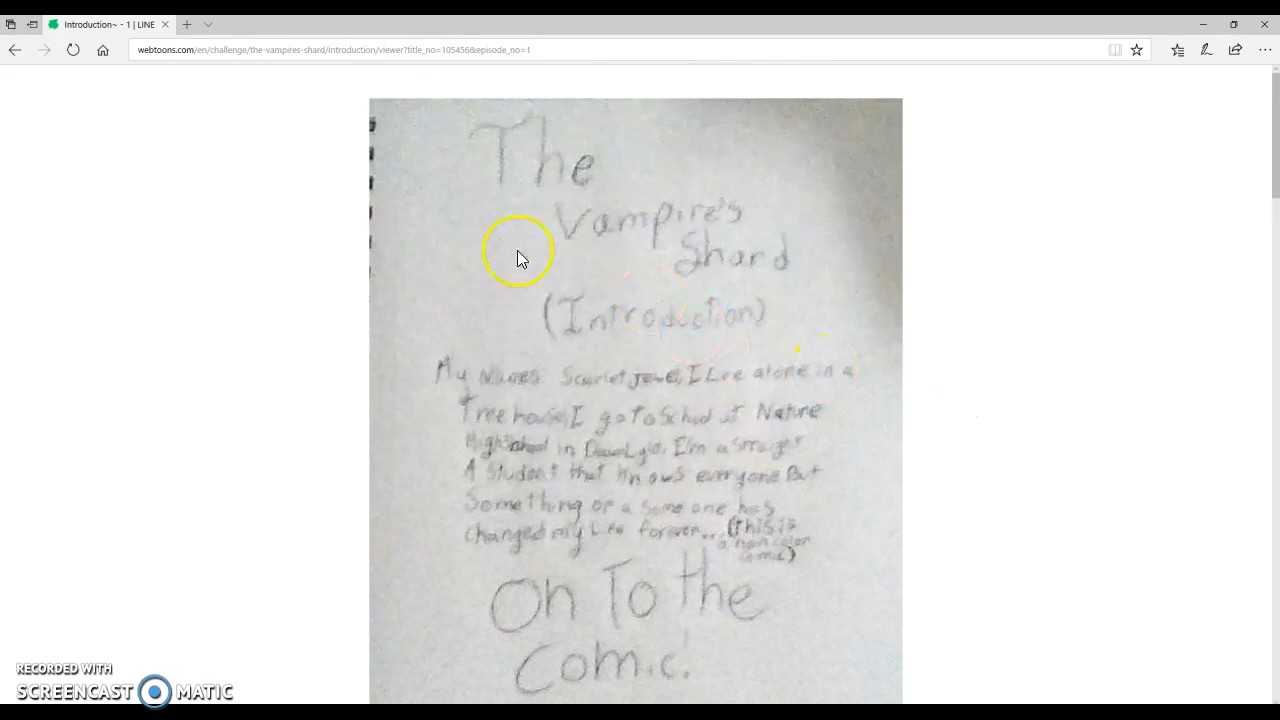 Introduction~ - 1 | LINE
webtoons.com/en/challenge/the-vampires-shard/introduction/viewer?title_no=105456&episode_no=1
The
Vampire's
Shard
(Introduction)
My Names Scarlet Jewel, I Live alone in a
Tree house, I go to School at Nature
High school in I'm a straight
A Student that Knows everyone But
Something or a some one has
changed my Life forever... (this is
a non color
comic)
On To the
Comic!
RECORDED WITH
SCREENCAST MATIC